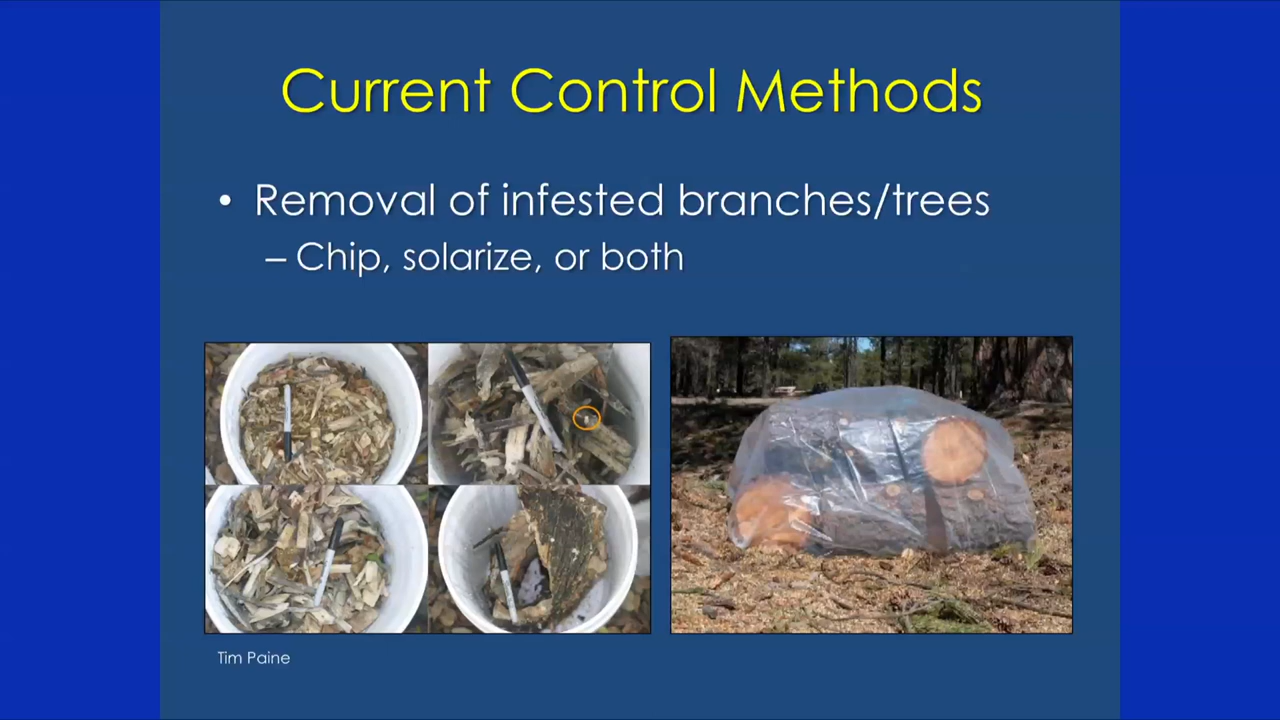 Current Control Methods
• Removal of infested branches/trees
– Chip, solarize, or both
Tim Paine